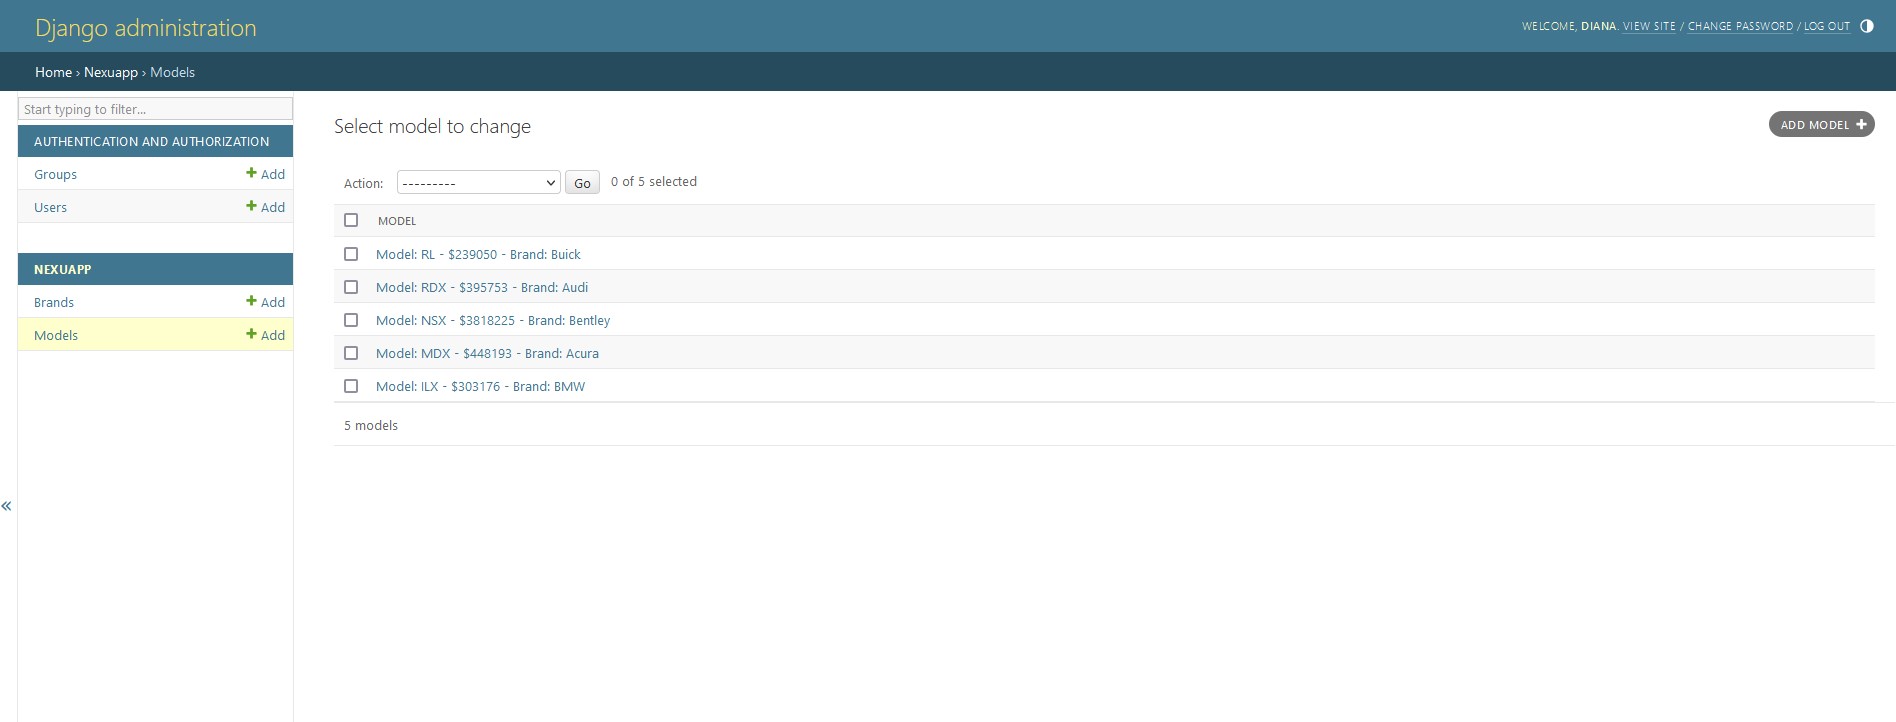 Django administration
WELCOME, DIANA. VIEW SITE / CHANGE PASSWORD / LOG OUT
Home › Nexuapp › Models
Start typing to filter...
AUTHENTICATION AND AUTHORIZATION
Groups + Add
Users + Add
NEXUAPP
Brands + Add
Models + Add
«
Select model to change
ADD MODEL +
Action: --------- Go 0 of 5 selected
MODEL
Model: RL - $239050 - Brand: Buick
Model: RDX - $395753 - Brand: Audi
Model: NSX - $3818225 - Brand: Bentley
Model: MDX - $448193 - Brand: Acura
Model: ILX - $303176 - Brand: BMW
5 models